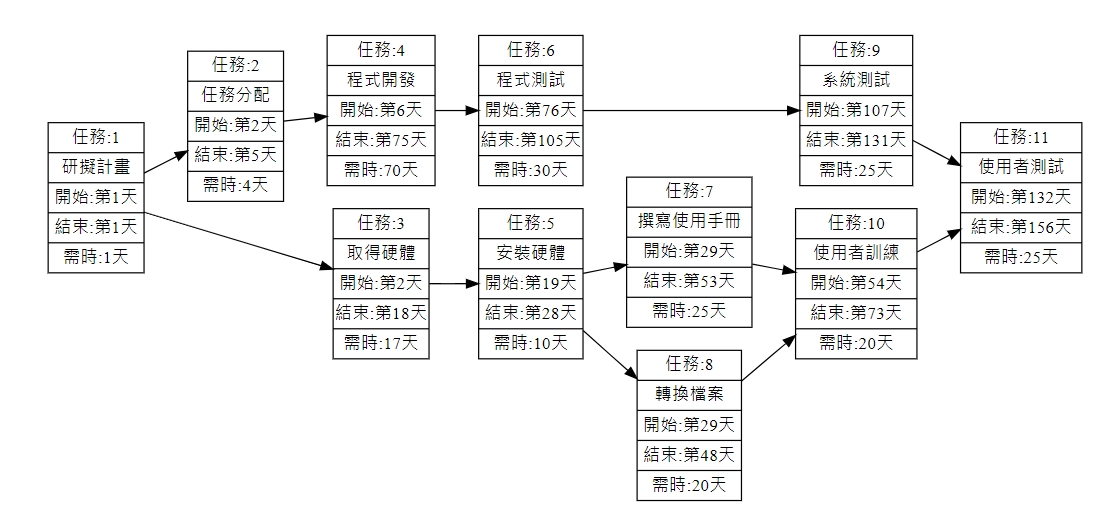 任務:1
研擬計畫
開始:第1天
結束:第1天
需時:1天
任務:2
任務分配
開始:第2天
結束:第5天
需時:4天
任務:4
程式開發
開始:第6天
結束:第75天
需時:70天
任務:6
程式測試
開始:第76天
結束:第105天
需時:30天
任務:9
系統測試
開始:第107天
結束:第131天
需時:25天
任務:11
使用者測試
開始:第132天
結束:第156天
需時:25天
任務:3
取得硬體
開始:第2天
結束:第18天
需時:17天
任務:5
安裝硬體
開始:第19天
結束:第28天
需時:10天
任務:7
撰寫使用手冊
開始:第29天
結束:第53天
需時:25天
任務:10
使用者訓練
開始:第54天
結束:第73天
需時:20天
任務:8
轉換檔案
開始:第29天
結束:第48天
需時:20天